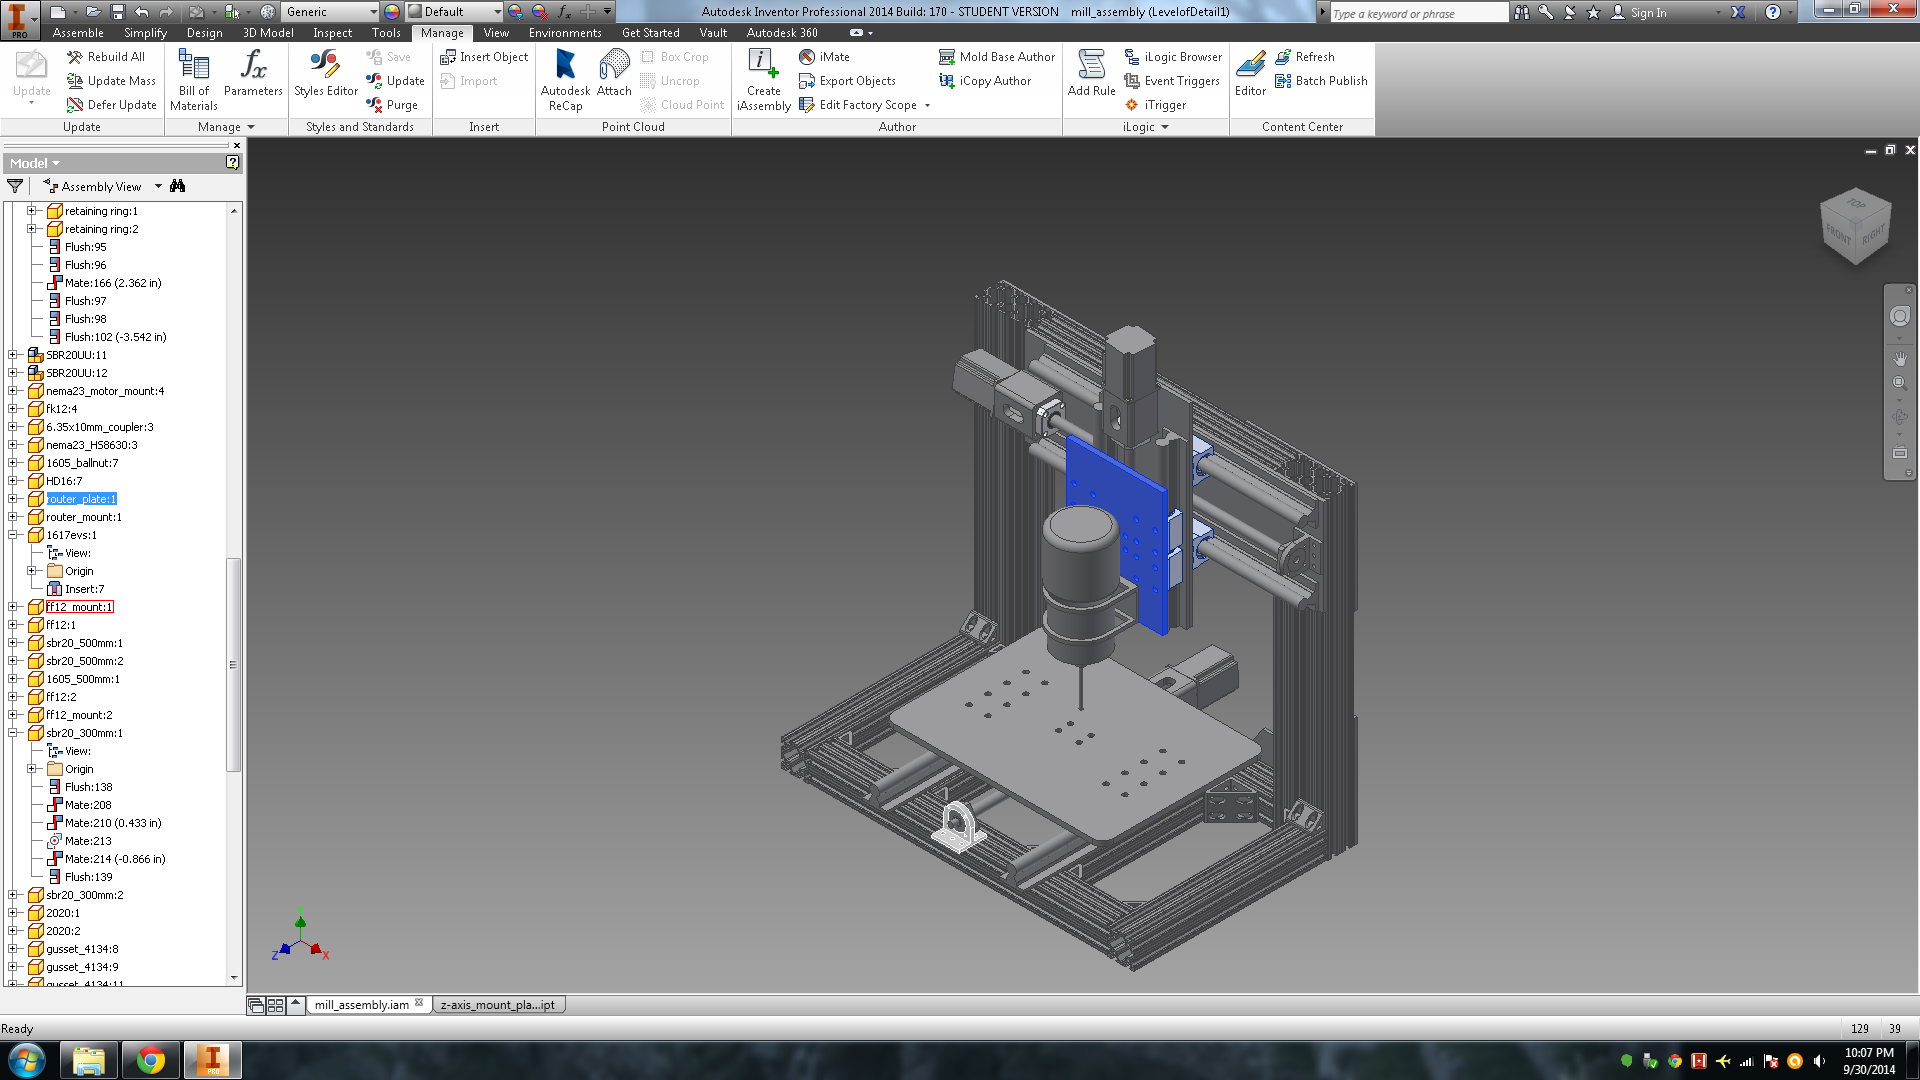 Generic
Default
Autodesk Inventor Professional 2014 Build: 170 - STUDENT VERSION mill_assembly (LevelofDetail1)
Type a keyword or phrase
Sign In
PRO
Assemble Simplify Design 3D Model Inspect Tools Manage View Environments Get Started Vault Autodesk 360
Update
Rebuild All
Update Mass
Defer Update
Update
Bill of Materials
Parameters
Manage
Styles Editor
Save
Update
Purge
Styles and Standards
Insert Object
Import
Insert
Autodesk ReCap
Attach
Box Crop
Uncrop
Cloud Point
Point Cloud
Create iAssembly
iMate
Export Objects
Edit Factory Scope
Mold Base Author
iCopy Author
Author
Add Rule
iLogic Browser
Event Triggers
iTrigger
iLogic
Editor
Refresh
Batch Publish
Content Center
Model
Assembly View
retaining ring:1
retaining ring:2
Flush:95
Flush:96
Mate:166 (2.362 in)
Flush:97
Flush:98
Flush:102 (-3.542 in)
SBR20UU:11
SBR20UU:12
nema23_motor_mount:4
fk12:4
6.35x10mm_coupler:3
nema23_HS8630:3
1605_ballnut:7
HD16:7
router_plate:1
router_mount:1
1617evs:1
View:
Origin
Insert:7
ff12_mount:1
ff12:1
sbr20_500mm:1
sbr20_500mm:2
1605_500mm:1
ff12:2
ff12_mount:2
sbr20_300mm:1
View:
Origin
Flush:138
Mate:208
Mate:210 (0.433 in)
Mate:213
Mate:214 (-0.866 in)
Flush:139
sbr20_300mm:2
2020:1
2020:2
gusset_4134:8
gusset_4134:9
gusset_4134:11
TOP
FRONT
RIGHT
Y
Z
X
mill_assembly.iam
z-axis_mount_pla...ipt
Ready
129 39
PRO
10:07 PM
9/30/2014